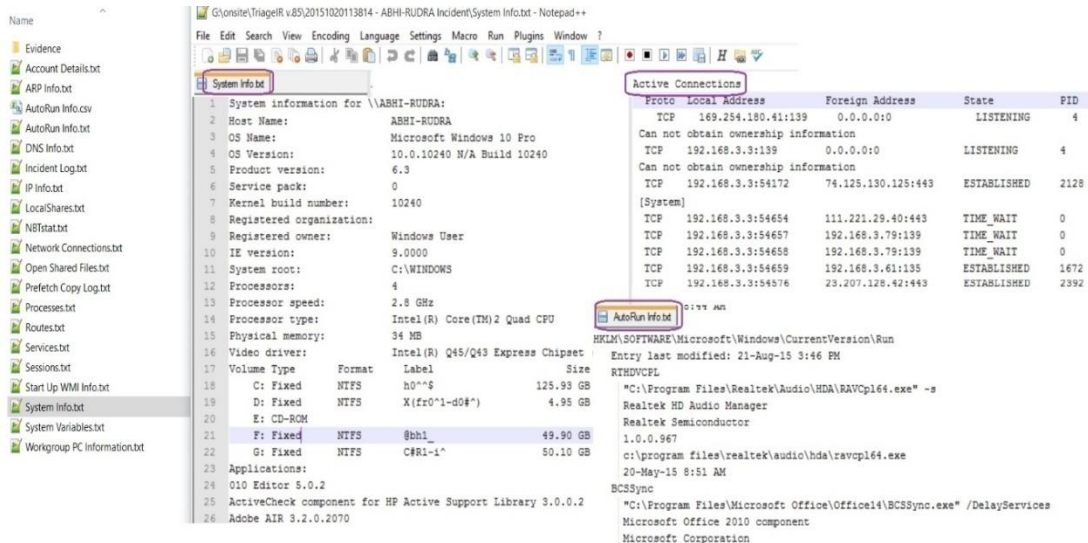 Name
Evidence
Account Details.txt
ARP Info.txt
AutoRun Info.csv
AutoRun Info.txt
DNS Info.txt
Incident Log.txt
IP Info.txt
LocalShares.txt
NBTstat.txt
Network Connections.txt
Open Shared Files.txt
Prefetch Copy Log.txt
Processes.txt
Routes.txt
Services.txt
Sessions.txt
Start Up WMI Info.txt
System Info.txt
System Variables.txt
Workgroup PC Information.txt
G:\onsite\TriageIR v.85\20151020113814 - ABHI-RUDRA Incident\System Info.txt - Notepad++
File Edit Search View Encoding Language Settings Macro Run Plugins Window ?
System Info.txt
1 System information for \\ABHI-RUDRA:
2 Host Name: ABHI-RUDRA
3 OS Name: Microsoft Windows 10 Pro
4 OS Version: 10.0.10240 N/A Build 10240
5 Product version: 6.3
6 Service pack: 0
7 Kernel build number: 10240
8 Registered organization:
9 Registered owner: Windows User
10 IE version: 9.0000
11 System root: C:\WINDOWS
12 Processors: 4
13 Processor speed: 2.8 GHz
14 Processor type: Intel(R) Core(TM)2 Quad CPU
15 Physical memory: 34 MB
16 Video driver: Intel(R) Q45/Q43 Express Chipset
17 Volume Type Format Label Size
18 C: Fixed NTFS h0^^$ 125.93 GB
19 D: Fixed NTFS X(fr0^1-d0#^) 4.95 GB
20 E: CD-ROM
21 F: Fixed NTFS @bh1_ 49.90 GB
22 G: Fixed NTFS C#R1-i^ 50.10 GB
23 Applications:
24 010 Editor 5.0.2
25 ActiveCheck component for HP Active Support Library 3.0.0.2
26 Adobe AIR 3.2.0.2070
Active Connections
Proto Local Address Foreign Address State PID
TCP 169.254.180.41:139 0.0.0.0:0 LISTENING 4
Can not obtain ownership information
TCP 192.168.3.3:139 0.0.0.0:0 LISTENING 4
Can not obtain ownership information
TCP 192.168.3.3:54172 74.125.130.125:443 ESTABLISHED 2128
[System]
TCP 192.168.3.3:54654 111.221.29.40:443 TIME_WAIT 0
TCP 192.168.3.3:54657 192.168.3.79:139 TIME_WAIT 0
TCP 192.168.3.3:54658 192.168.3.79:139 TIME_WAIT 0
TCP 192.168.3.3:54659 192.168.3.61:135 ESTABLISHED 1672
TCP 192.168.3.3:54576 23.207.128.42:443 ESTABLISHED 2392
AutoRun Info.txt
HKLM\SOFTWARE\Microsoft\Windows\CurrentVersion\Run
Entry last modified: 21-Aug-15 3:46 PM
RTHDVCPL
"C:\Program Files\Realtek\Audio\HDA\RAVCpl64.exe" -s
Realtek HD Audio Manager
Realtek Semiconductor
1.0.0.967
c:\program files\realtek\audio\hda\ravcpl64.exe
20-May-15 8:51 AM
BCSSync
"C:\Program Files\Microsoft Office\Office14\BCSSync.exe" /DelayServices
Microsoft Office 2010 component
Microsoft Corporation